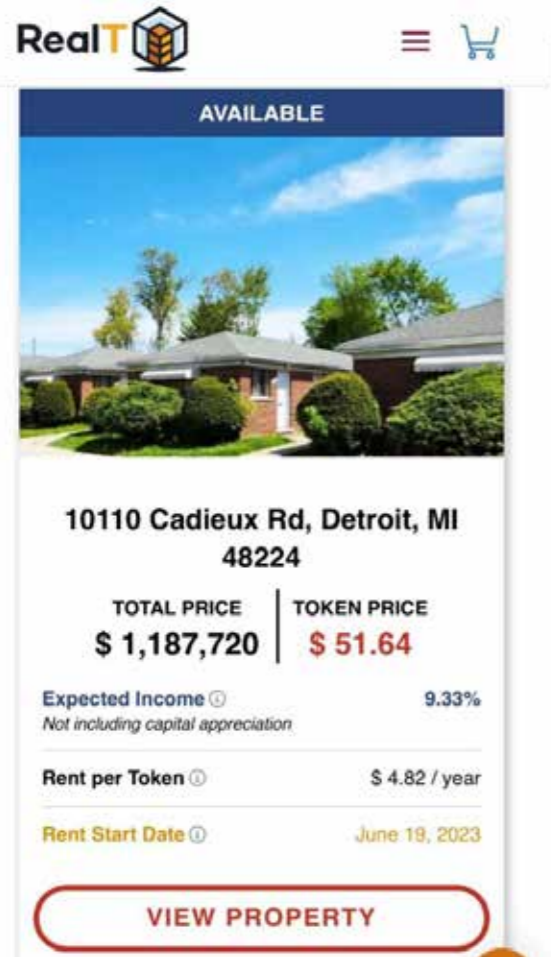 RealT
AVAILABLE
10110 Cadieux Rd, Detroit, MI
48224
TOTAL PRICE
$ 1,187,720
TOKEN PRICE
$ 51.64
Expected Income ⓘ
9.33%
Not including capital appreciation
Rent per Token ⓘ
$ 4.82 / year
Rent Start Date ⓘ
June 19, 2023
VIEW PROPERTY